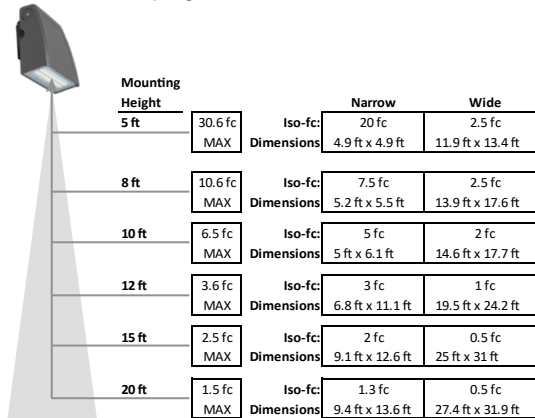 Mounting
Height Narrow Wide
5 ft 30.6 fc Iso-fc: 20 fc 2.5 fc
MAX Dimensions 4.9 ft x 4.9 ft 11.9 ft x 13.4 ft
8 ft 10.6 fc Iso-fc: 7.5 fc 2.5 fc
MAX Dimensions 5.2 ft x 5.5 ft 13.9 ft x 17.6 ft
10 ft 6.5 fc Iso-fc: 5 fc 2 fc
MAX Dimensions 5 ft x 6.1 ft 14.6 ft x 17.7 ft
12 ft 3.6 fc Iso-fc: 3 fc 1 fc
MAX Dimensions 6.8 ft x 11.1 ft 19.5 ft x 24.2 ft
15 ft 2.5 fc Iso-fc: 2 fc 0.5 fc
MAX Dimensions 9.1 ft x 12.6 ft 25 ft x 31 ft
20 ft 1.5 fc Iso-fc: 1.3 fc 0.5 fc
MAX Dimensions 9.4 ft x 13.6 ft 27.4 ft x 31.9 ft